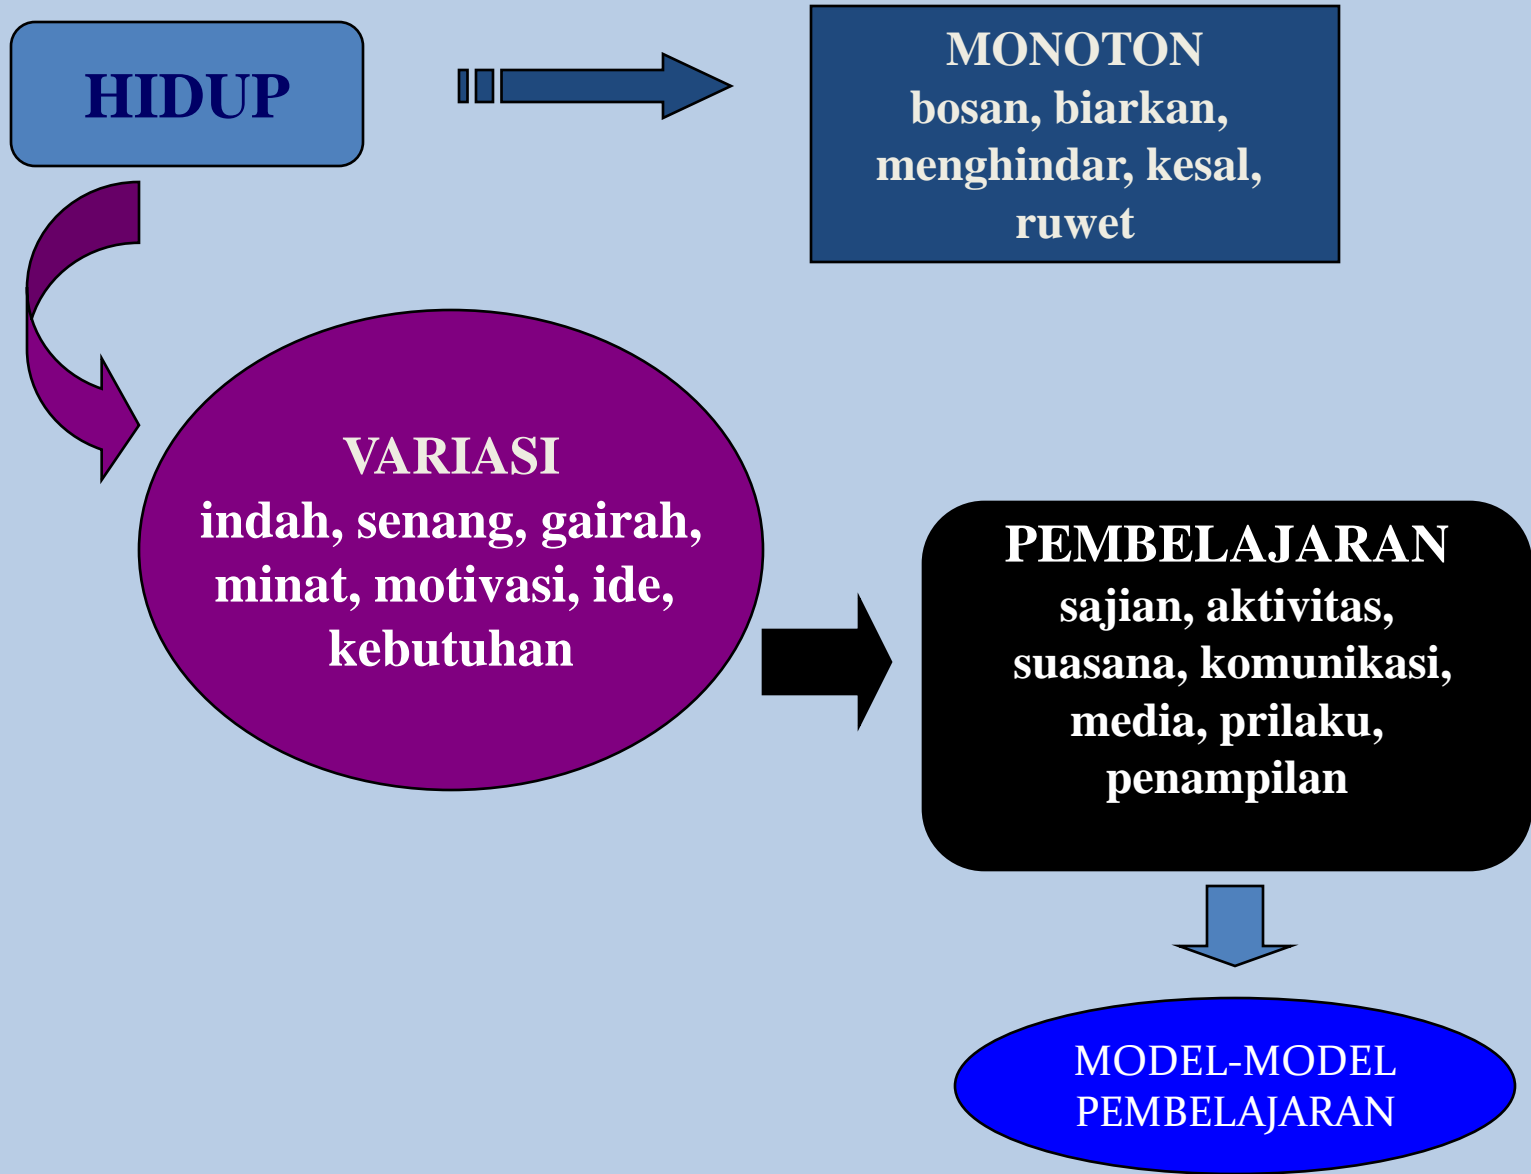 HIDUP
MONOTON
bosan, biarkan,
menghindar, kesal,
ruwet
VARIASI
indah, senang, gairah,
minat, motivasi, ide,
kebutuhan
PEMBELAJARAN
sajian, aktivitas,
suasana, komunikasi,
media, prilaku,
penampilan
MODEL-MODEL
PEMBELAJARAN